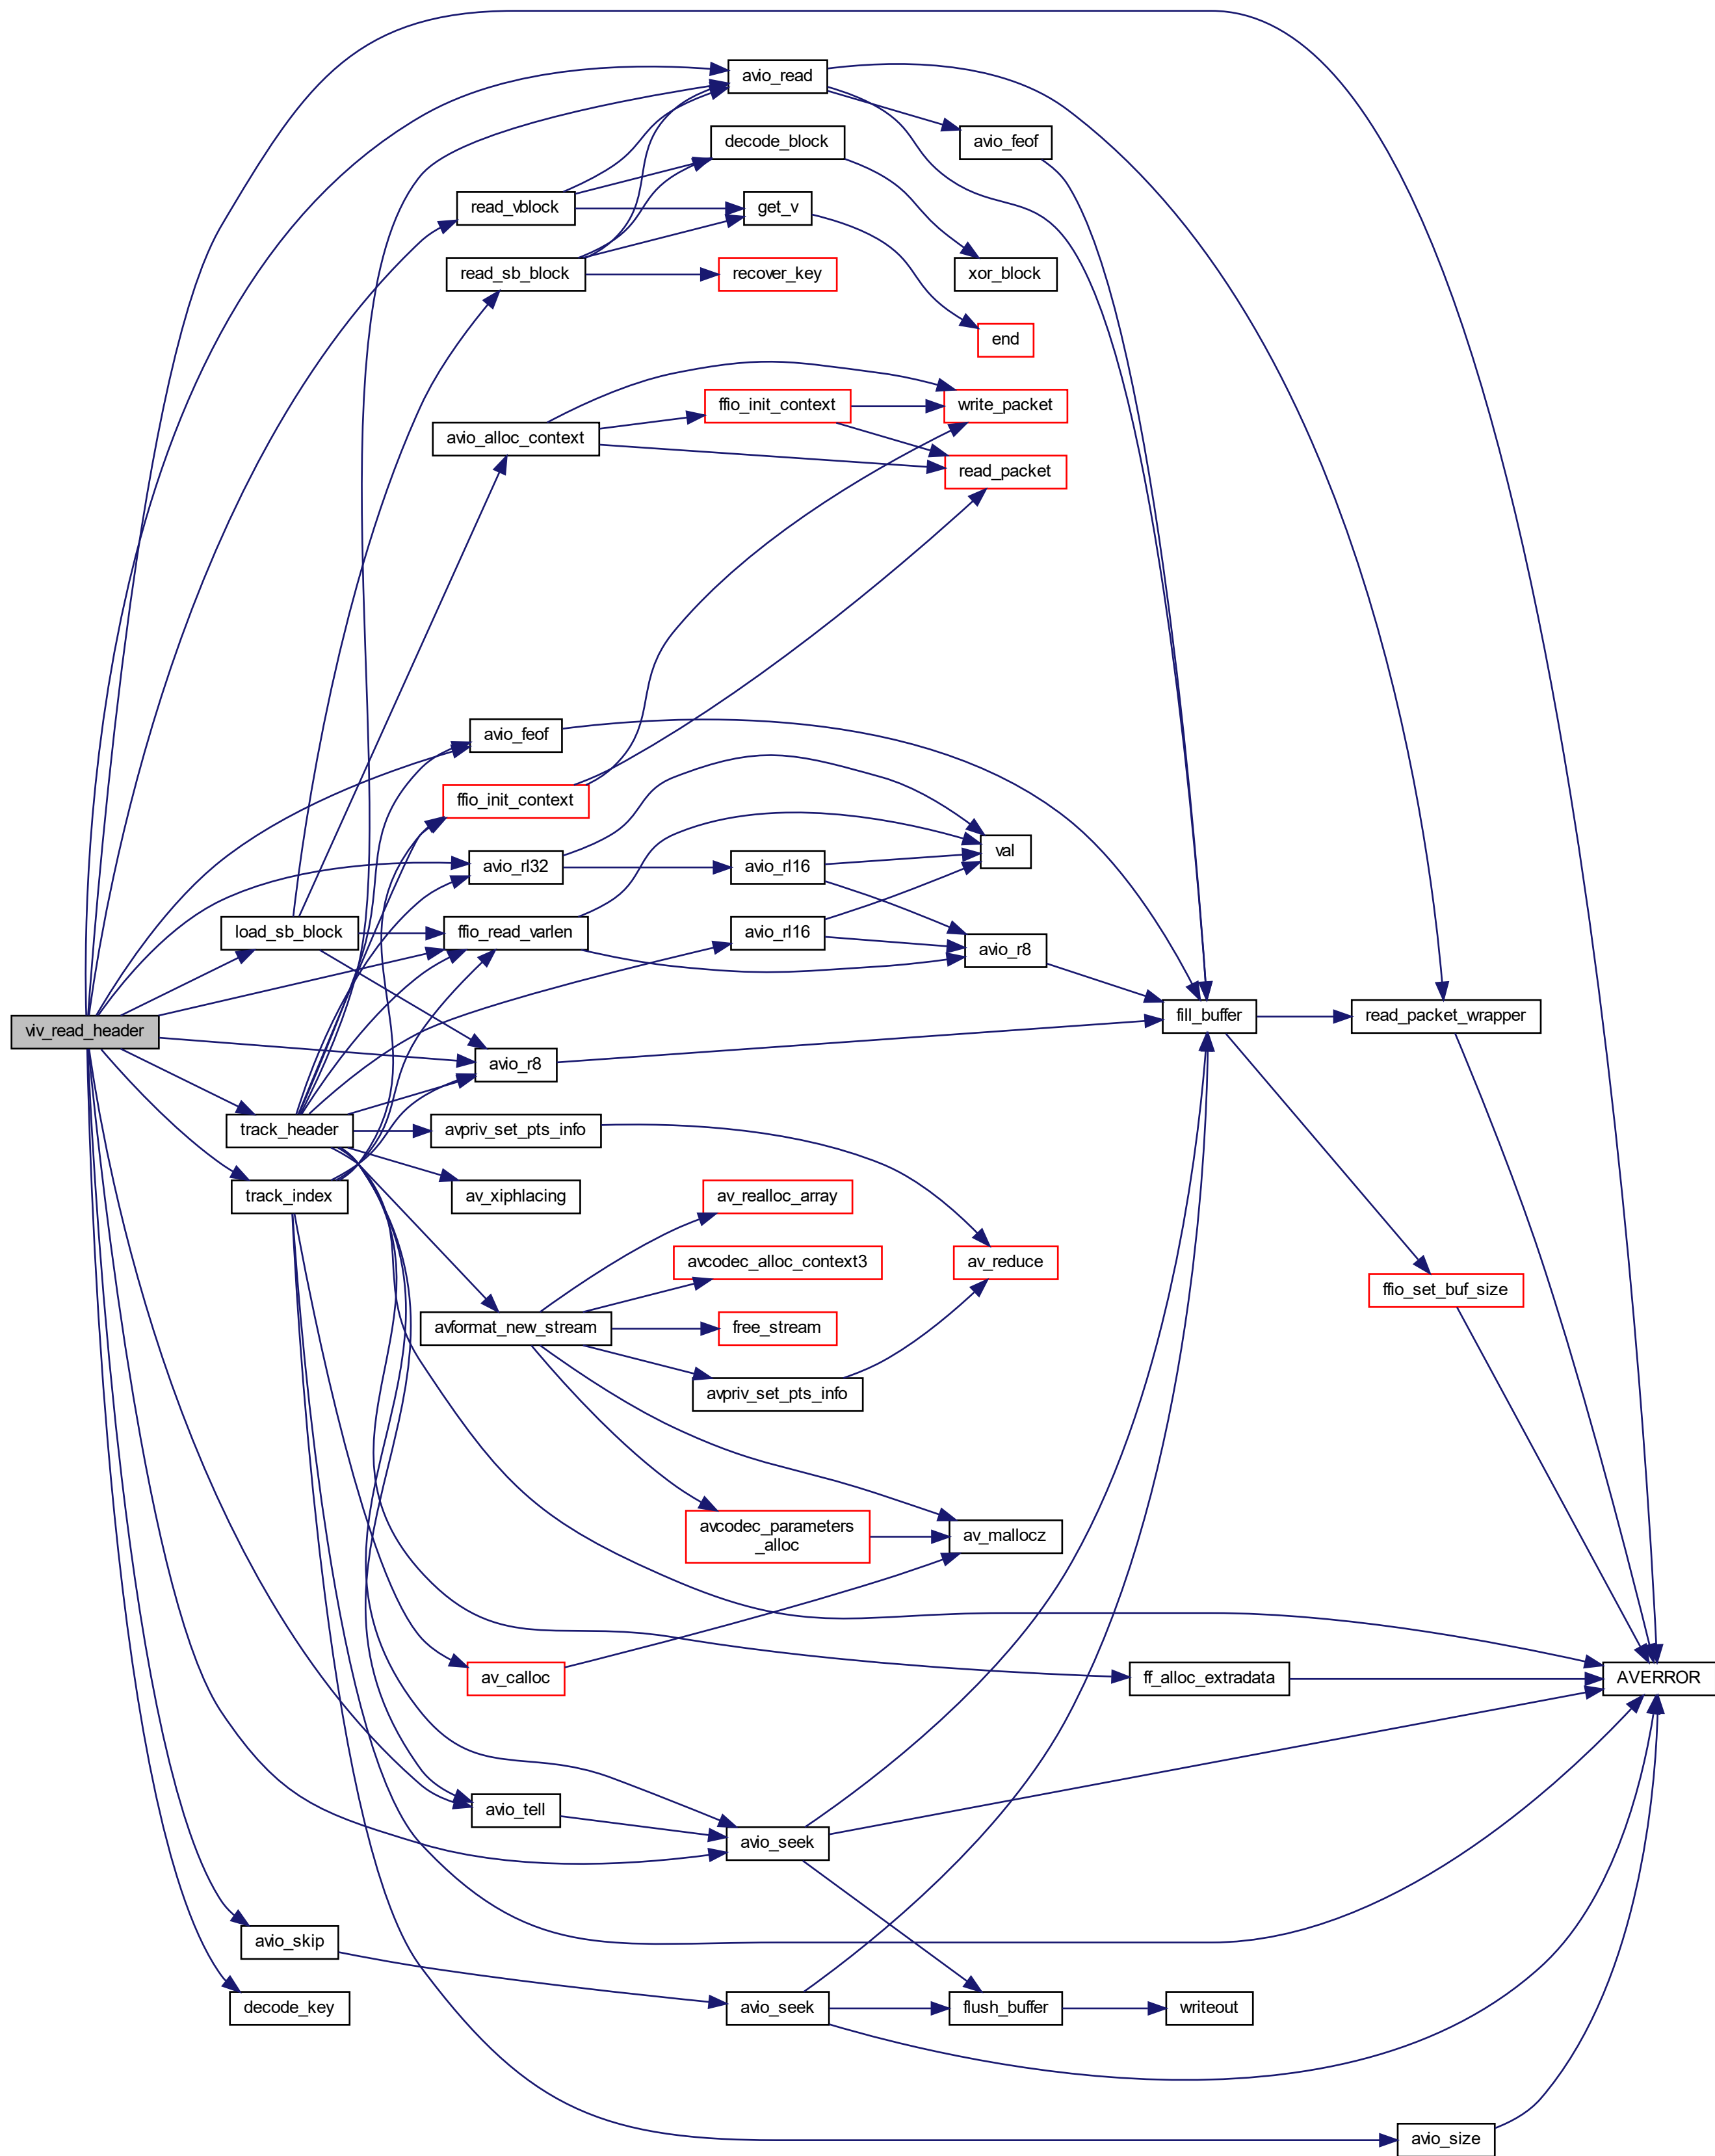 avio_read
decode_block
avio_feof
read_vblock
get_v
read_sb_block
recover_key
xor_block
end
ffio_init_context
write_packet
avio_alloc_context
read_packet
avio_feof
ffio_init_context
avio_rl32
avio_rl16
val
load_sb_block
ffio_read_varlen
avio_rl16
avio_r8
viv_read_header
fill_buffer
read_packet_wrapper
avio_r8
track_header
avpriv_set_pts_info
track_index
av_xiphlacing
av_realloc_array
avcodec_alloc_context3
av_reduce
ffio_set_buf_size
avformat_new_stream
free_stream
avpriv_set_pts_info
avcodec_parameters
_alloc
av_mallocz
av_calloc
ff_alloc_extradata
AVERROR
avio_tell
avio_seek
avio_skip
decode_key
avio_seek
flush_buffer
writeout
avio_size